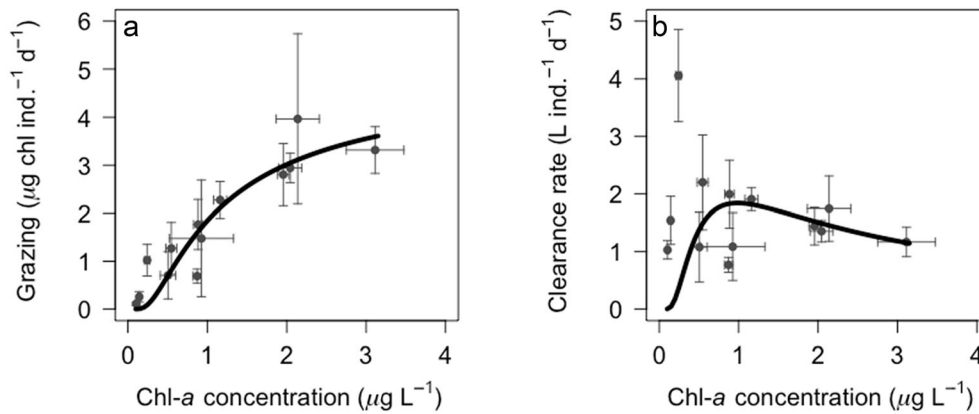 a
Grazing (μg chl ind.⁻¹ d⁻¹)
6
5
4
3
2
1
0
0 1 2 3 4
Chl-a concentration (μg L⁻¹)
b
Clearance rate (L ind.⁻¹ d⁻¹)
5
4
3
2
1
0
0 1 2 3 4
Chl-a concentration (μg L⁻¹)